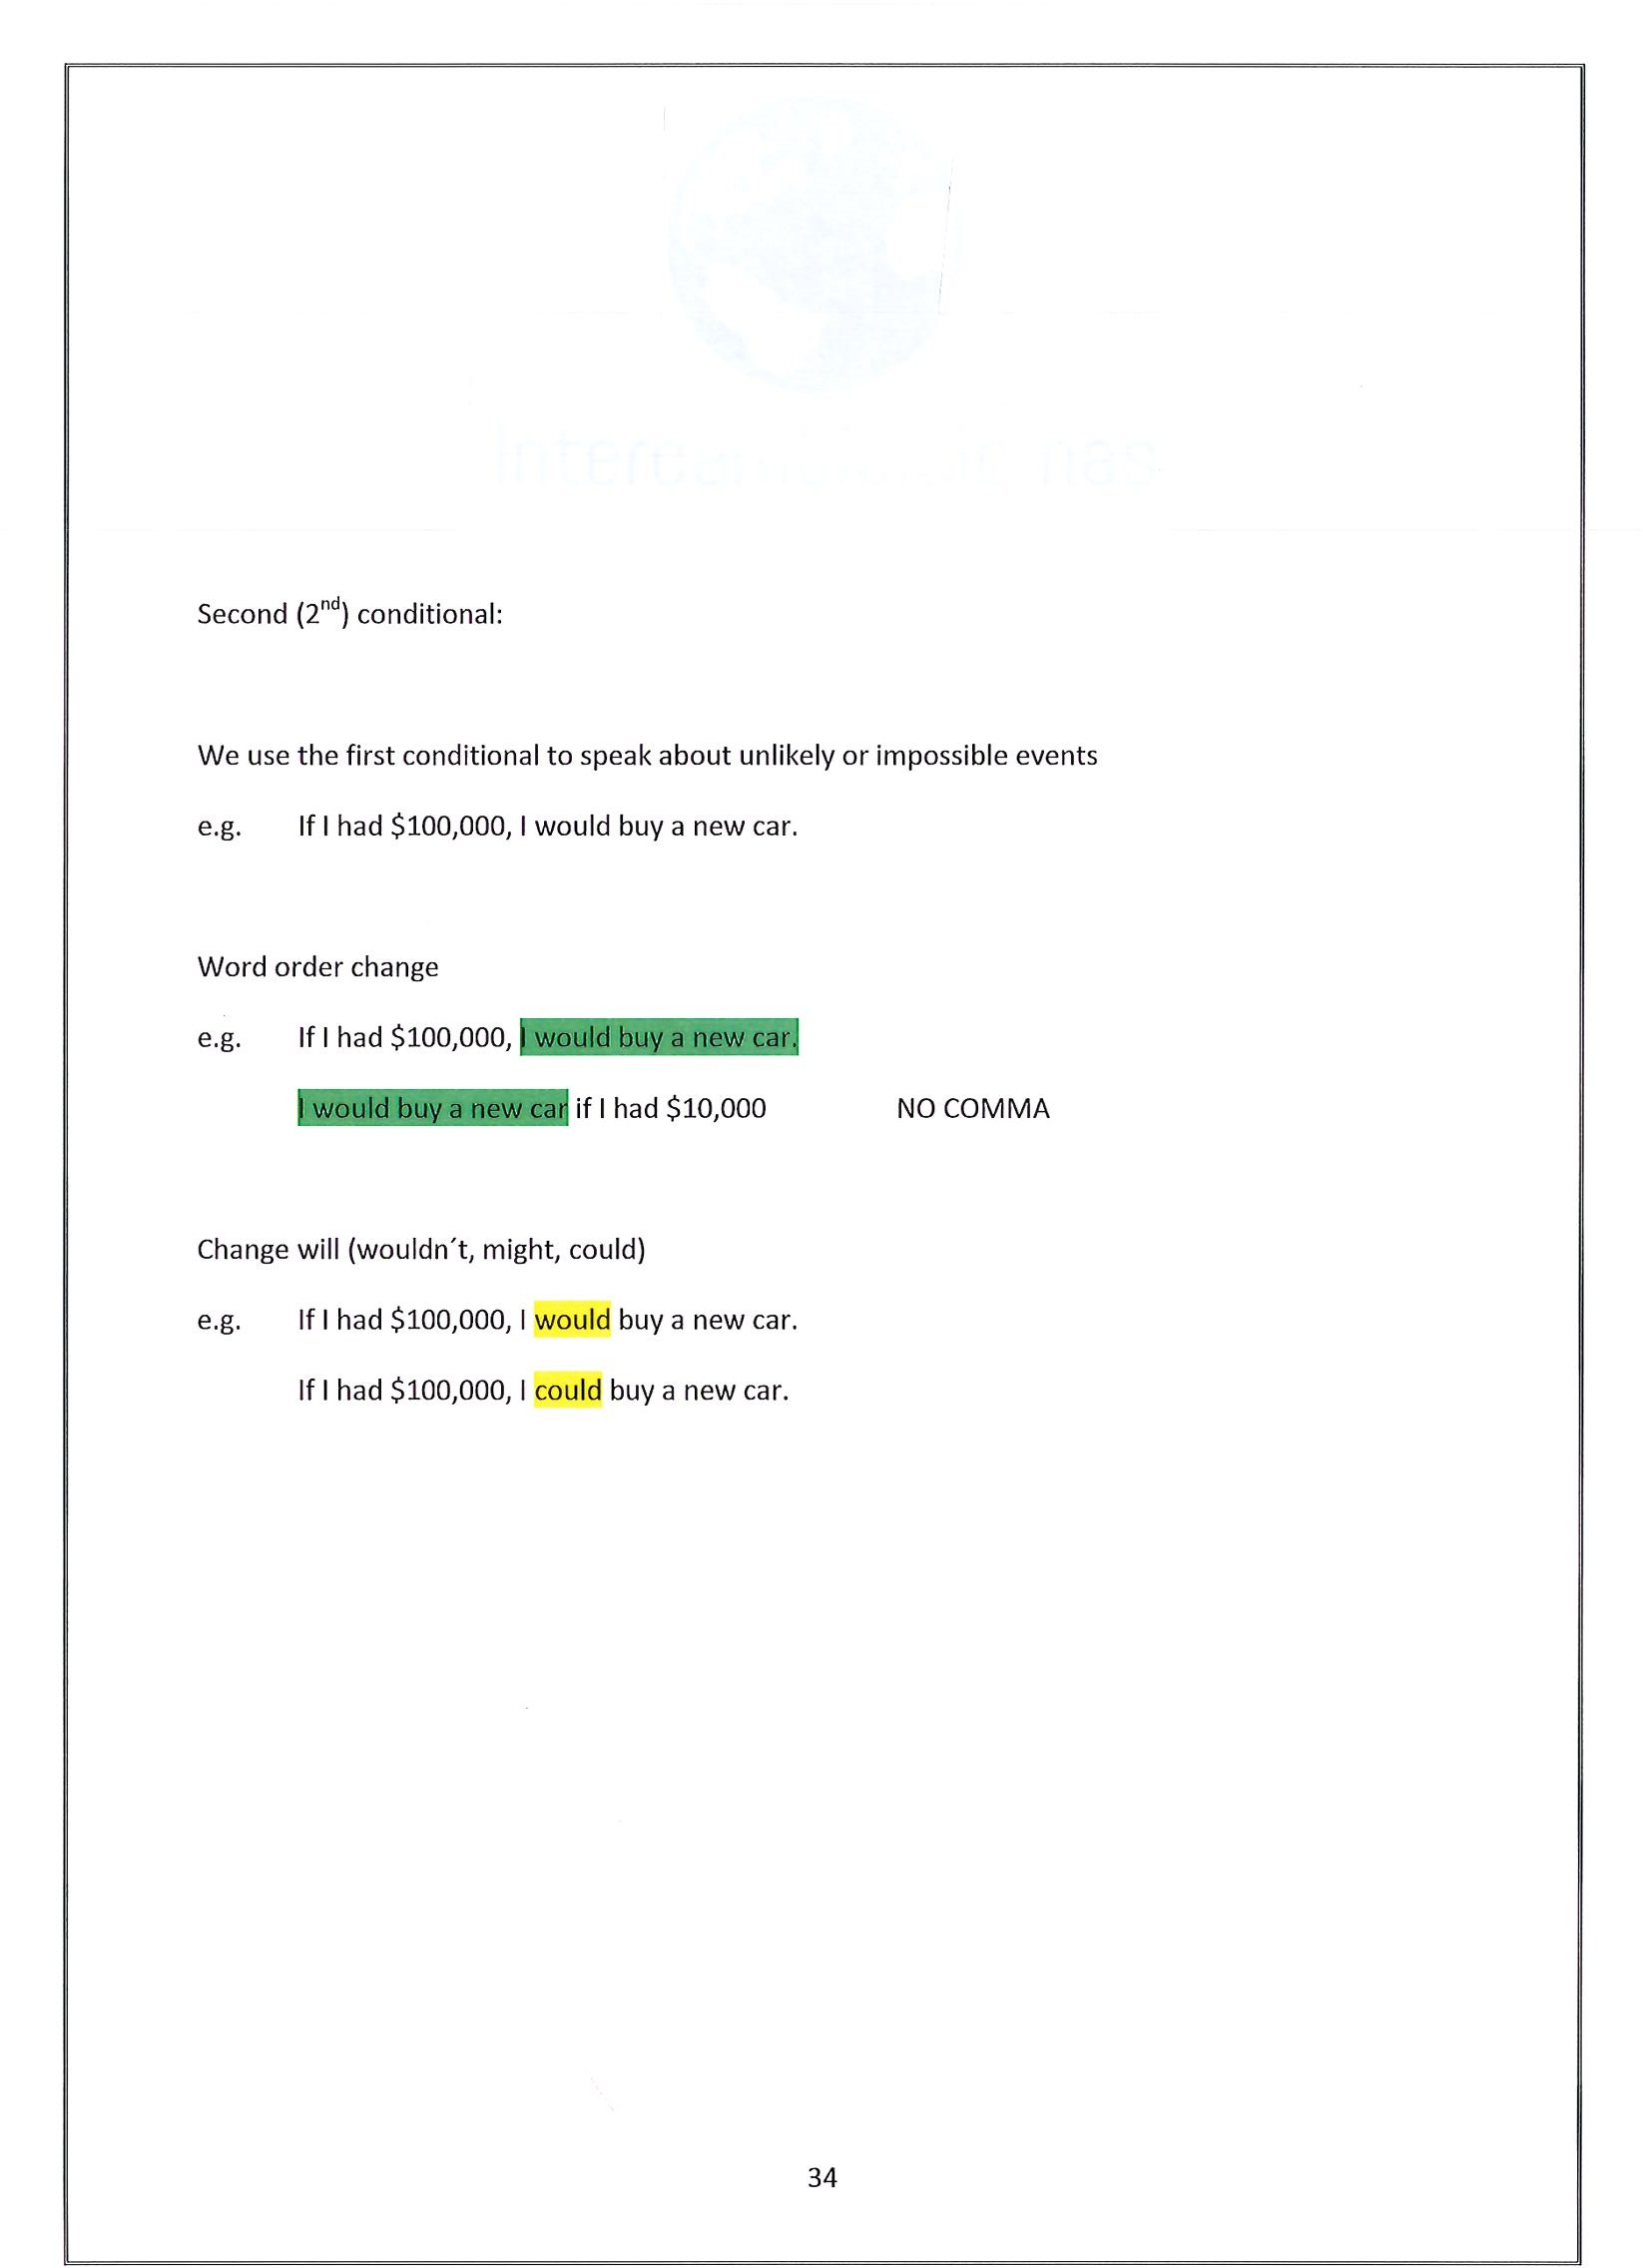 Second (2nd) conditional:
We use the first conditional to speak about unlikely or impossible events
e.g. If I had $100,000, I would buy a new car.
Word order change
e.g. If I had $100,000, I would buy a new car.
I would buy a new car if I had $10,000 NO COMMA
Change will (wouldn´t, might, could)
e.g. If I had $100,000, I would buy a new car.
If I had $100,000, I could buy a new car.
34